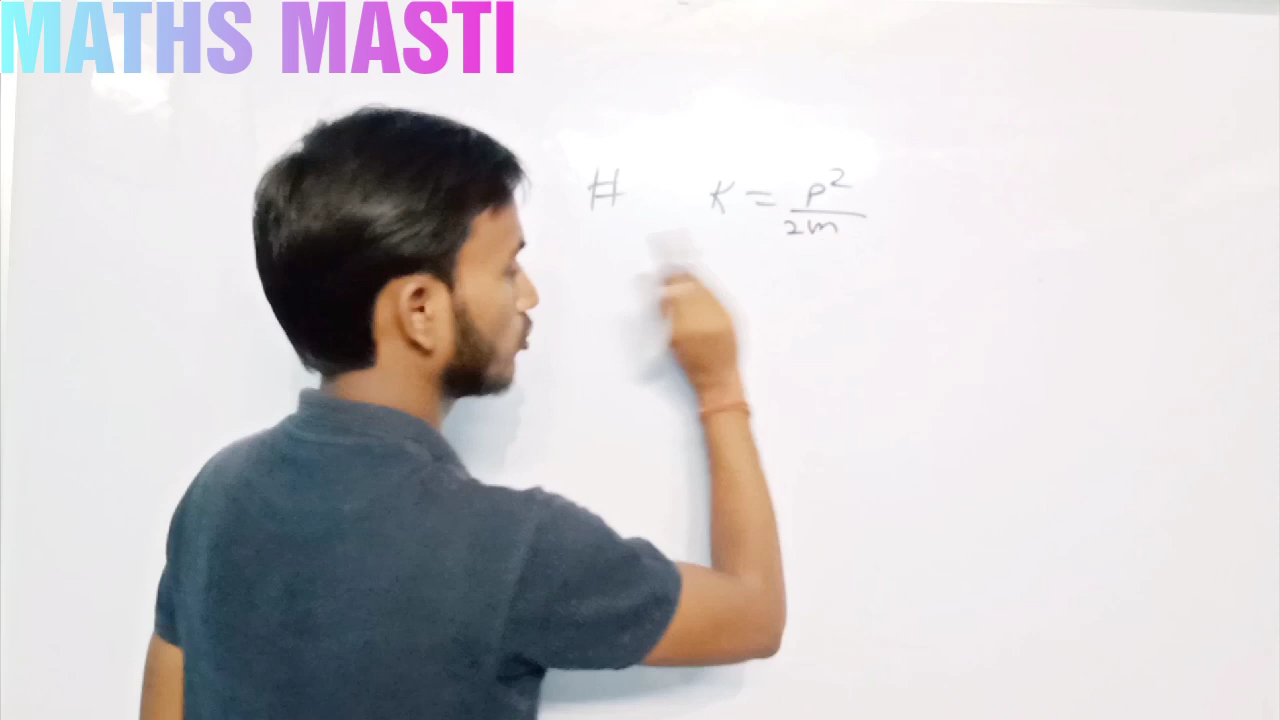 MATHS MASTI
# K = p²/2m